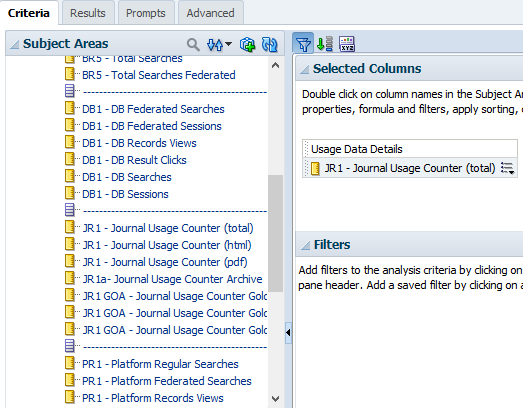 Criteria
Results
Prompts
Advanced
Subject Areas
BR5 - Total Searches
BR5 - Total Searches Federated
--------------------------------------------
DB1 - DB Federated Searches
DB1 - DB Federated Sessions
DB1 - DB Records Views
DB1 - DB Result Clicks
DB1 - DB Searches
DB1 - DB Sessions
--------------------------------------------
JR1 - Journal Usage Counter (total)
JR1 - Journal Usage Counter (html)
JR1 - Journal Usage Counter (pdf)
JR1a- Journal Usage Counter Archive
JR1 GOA - Journal Usage Counter Gold
JR1 GOA - Journal Usage Counter Gold
JR1 GOA - Journal Usage Counter Gold
--------------------------------------------
PR1 - Platform Regular Searches
PR1 - Platform Federated Searches
PR1 - Platform Records Views
XYZ
Selected Columns
Double click on column names in the Subject
properties, formula and filters, apply sorting,
Usage Data Details
JR1 - Journal Usage Counter (total)
Filters
Add filters to the analysis criteria by clicking on
pane header. Add a saved filter by clicking on